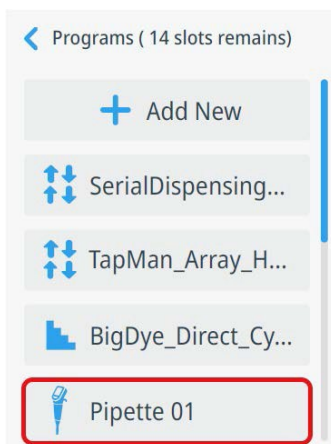 Programs ( 14 slots remains)
Add New
SerialDispensing...
TapMan_Array_H...
BigDye_Direct_Cy...
Pipette 01